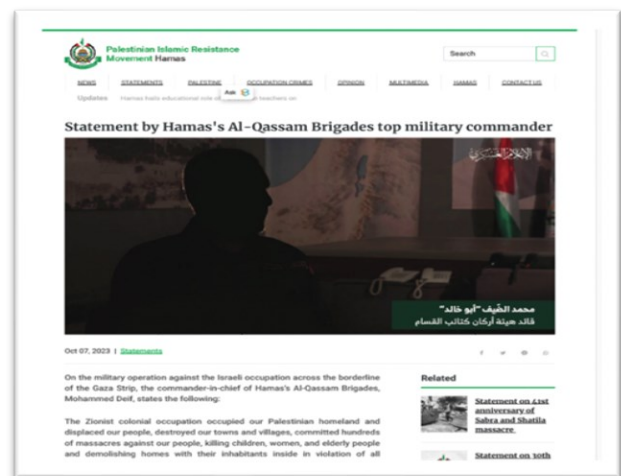 Palestinian Islamic Resistance
Movement Hamas
Search
NEWS STATEMENTS PALESTINE OCCUPATION CRIMES OPINION MULTIMEDIA HAMAS CONTACT US
Ask
Updates Hamas hails educational role of teachers on
Statement by Hamas's Al-Qassam Brigades top military commander
الإعلام العسكري
محمد الضيف "أبو خالد"
قائد هيئة أركان كتائب القسام
Oct 07, 2023 | Statements
On the military operation against the Israeli occupation across the borderline
of the Gaza Strip, the commander-in-chief of Hamas's Al-Qassam Brigades,
Mohammed Deif, states the following:
The Zionist colonial occupation occupied our Palestinian homeland and
displaced our people, destroyed our towns and villages, committed hundreds
of massacres against our people, killing children, women, and elderly people
and demolishing homes with their inhabitants inside in violation of all
Related
Statement on 41st
anniversary of
Sabra and Shatila
massacre
Statement on 30th